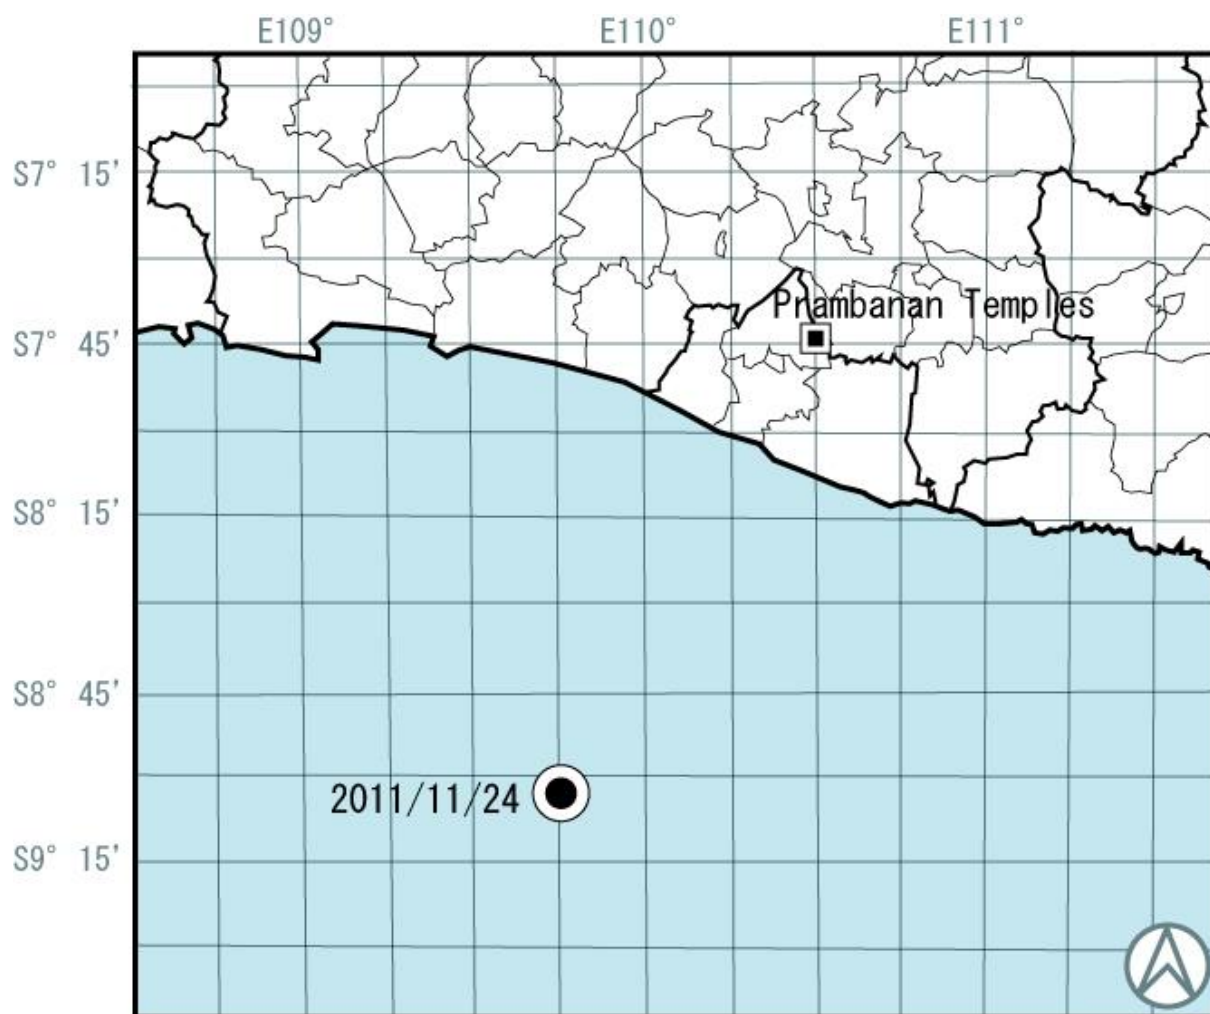 E109° E110° E111°
S7° 15'
Prambanan Temples
S7° 45'
S8° 15'
S8° 45'
2011/11/24
S9° 15'